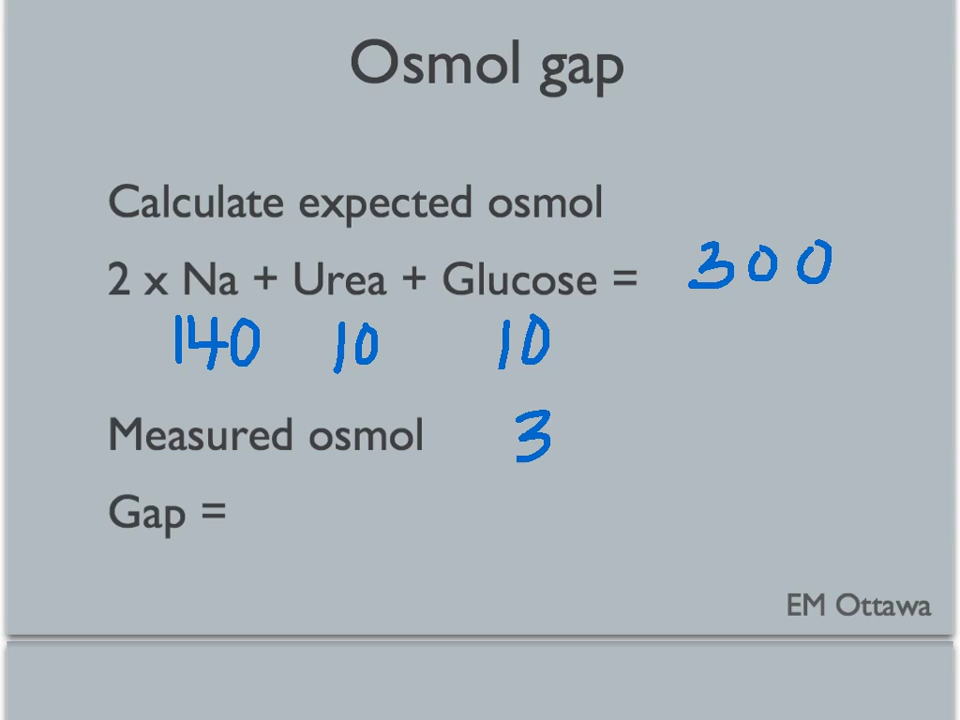 Osmol gap
Calculate expected osmol
2 x Na + Urea + Glucose = 300
140 10 10
Measured osmol 3
Gap =
EM Ottawa